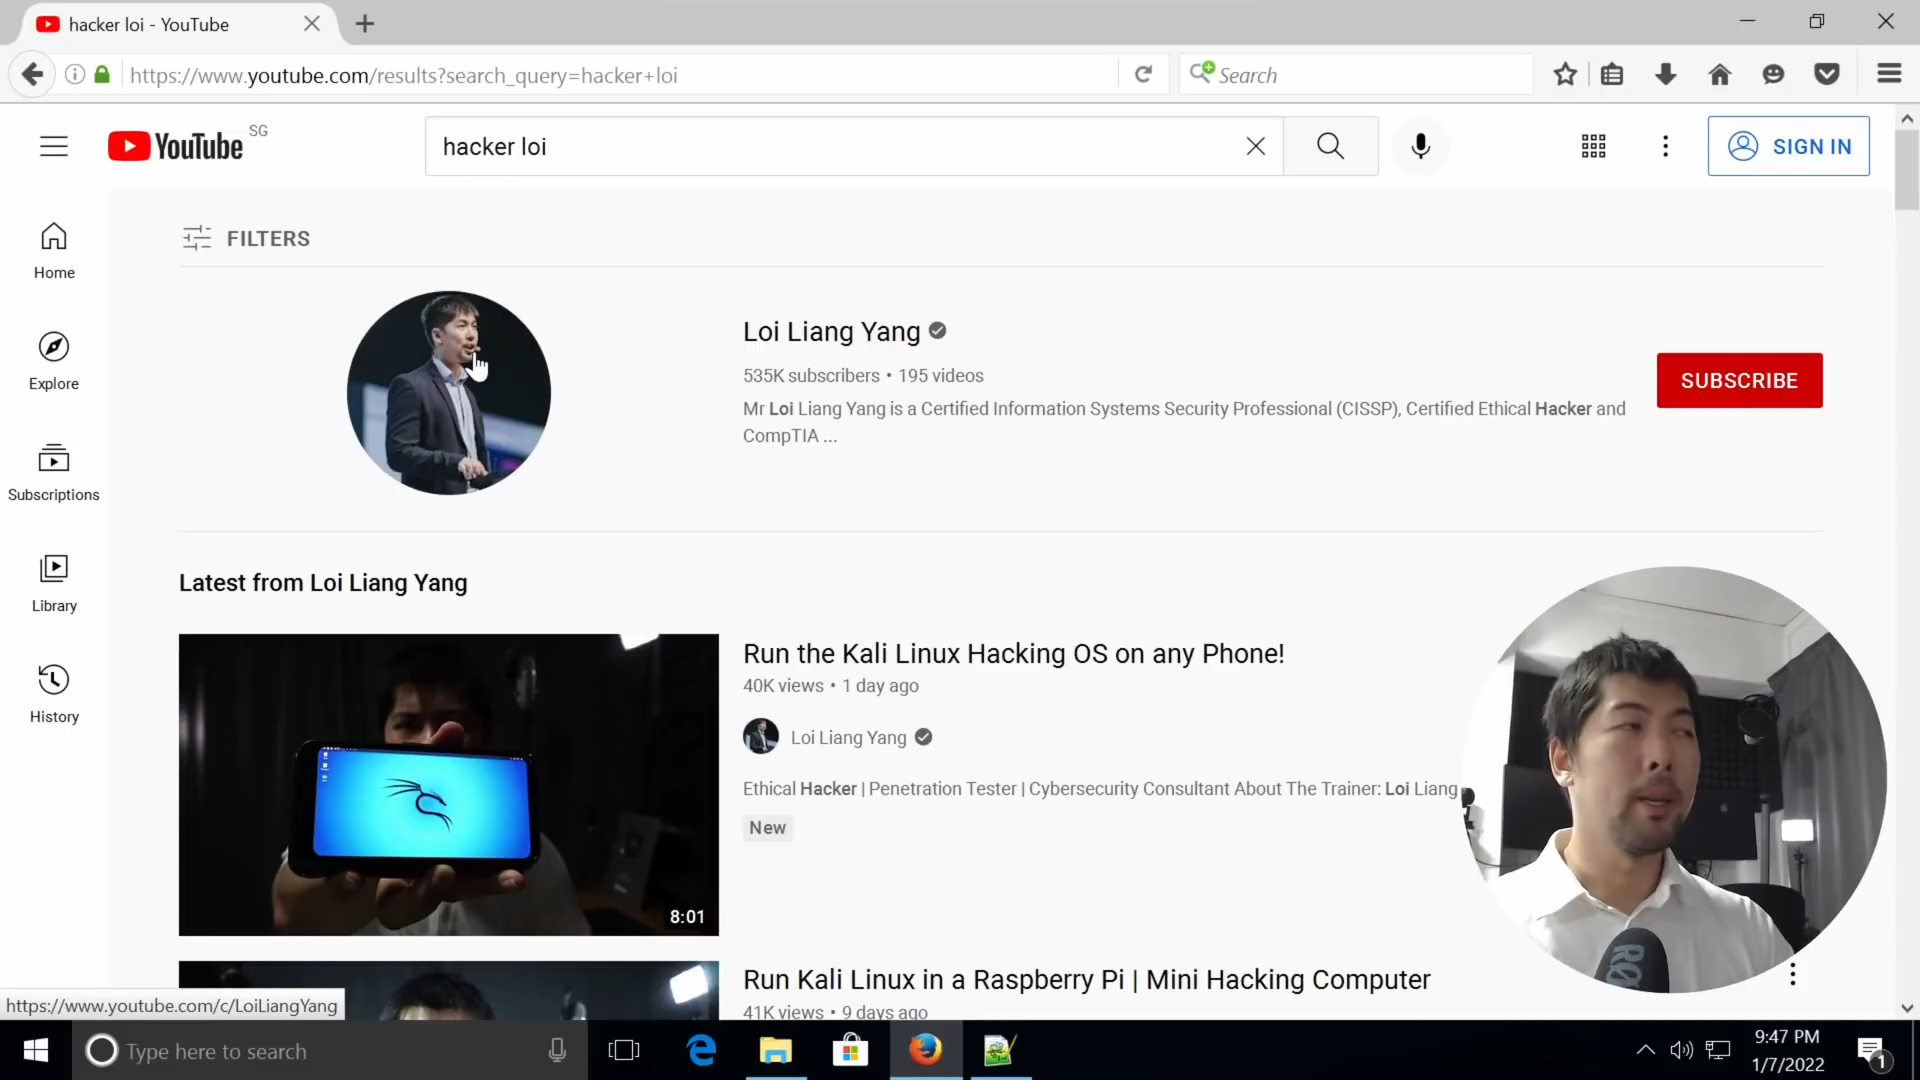 hacker loi - YouTube
https://www.youtube.com/results?search_query=hacker+loi
Search
YouTube SG
hacker loi
SIGN IN
FILTERS
Home
Explore
Subscriptions
Library
History
Loi Liang Yang
535K subscribers • 195 videos
Mr Loi Liang Yang is a Certified Information Systems Security Professional (CISSP), Certified Ethical Hacker and
CompTIA ...
SUBSCRIBE
Latest from Loi Liang Yang
8:01
Run the Kali Linux Hacking OS on any Phone!
40K views • 1 day ago
Loi Liang Yang
Ethical Hacker | Penetration Tester | Cybersecurity Consultant About The Trainer: Loi Liang
New
Run Kali Linux in a Raspberry Pi | Mini Hacking Computer
41K views • 9 days ago
RØ
https://www.youtube.com/c/LoiLiangYang
Type here to search
9:47 PM
1/7/2022
1